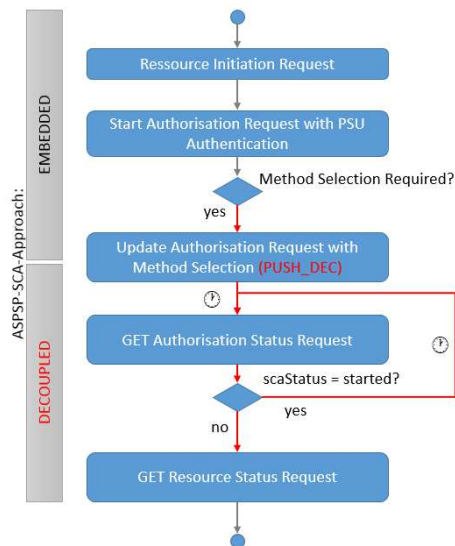 Ressource Initiation Request
Start Authorisation Request with PSU
Authentication
Method Selection Required?
yes
Update Authorisation Request with
Method Selection (PUSH_DEC)
GET Authorisation Status Request
scaStatus = started?
yes
no
GET Resource Status Request
ASPSP-SCA-Approach:
EMBEDDED
DECOUPLED